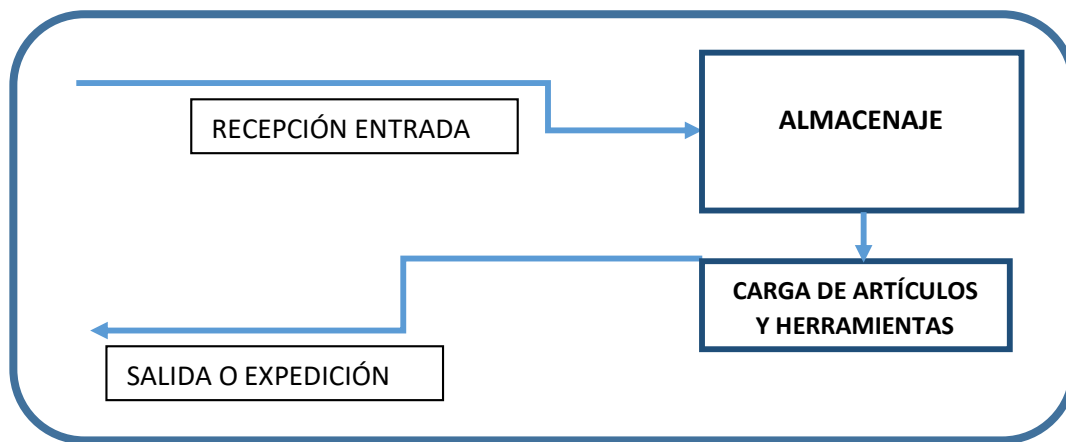 RECEPCIÓN ENTRADA
ALMACENAJE
CARGA DE ARTÍCULOS
Y HERRAMIENTAS
SALIDA O EXPEDICIÓN